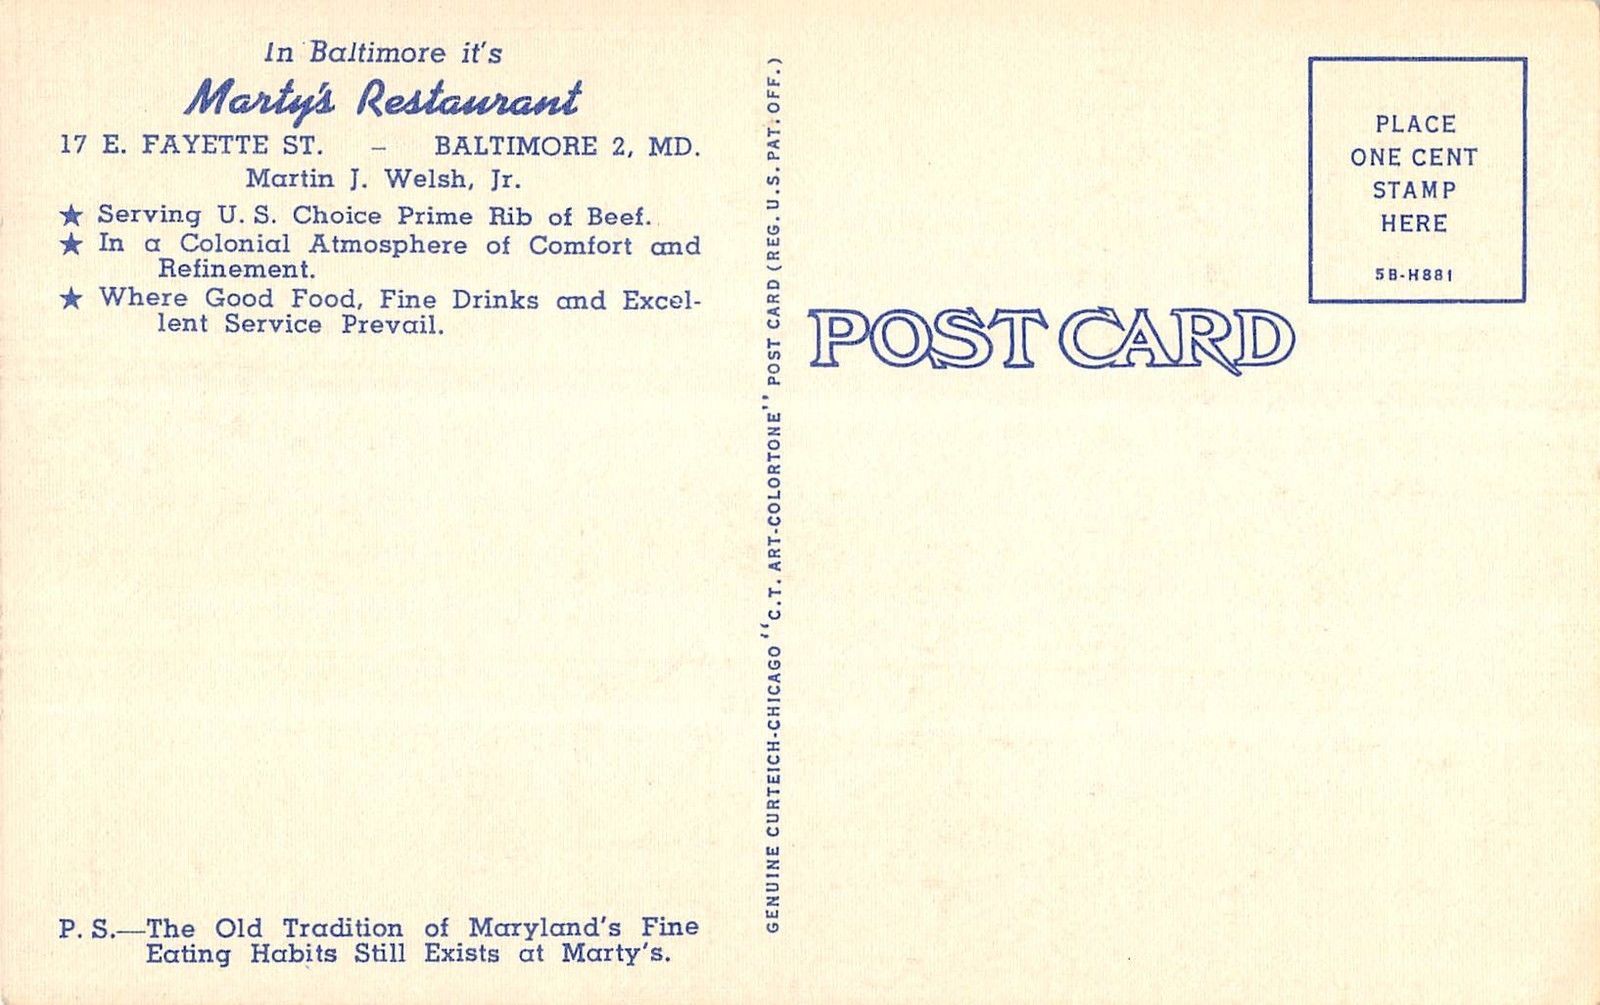 In Baltimore it's
Marty's Restaurant
17 E. FAYETTE ST. – BALTIMORE 2, MD.
Martin J. Welsh, Jr.
★ Serving U. S. Choice Prime Rib of Beef.
★ In a Colonial Atmosphere of Comfort and
Refinement.
★ Where Good Food, Fine Drinks and Excel-
lent Service Prevail.
P. S.—The Old Tradition of Maryland's Fine
Eating Habits Still Exists at Marty's.
GENUINE CURTEICH-CHICAGO "C.T. ART-COLORTONE" POST CARD (REG. U.S. PAT. OFF.)
POST CARD
PLACE
ONE CENT
STAMP
HERE
5B-H881